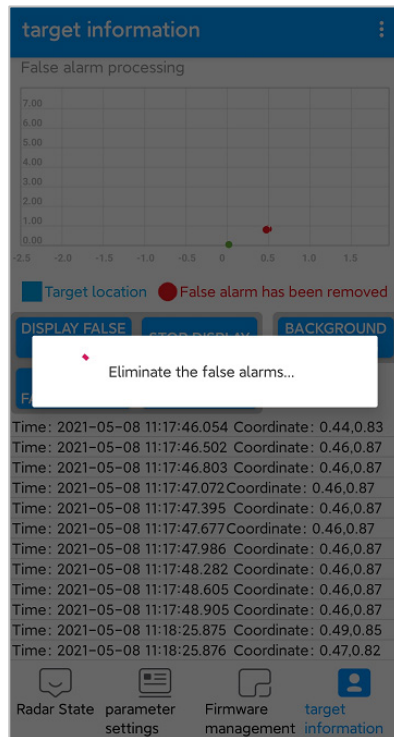 target information
False alarm processing
7.00
6.00
5.00
4.00
3.00
2.00
1.00
0.00
-2.5 -2.0 -1.5 -1.0 -0.5 0 0.5 1.0 1.5
Target location False alarm has been removed
DISPLAY FALSE
STOP DISPLAY
BACKGROUND
Eliminate the false alarms...
Time: 2021-05-08 11:17:46.054 Coordinate: 0.44,0.83
Time: 2021-05-08 11:17:46.502 Coordinate: 0.46,0.87
Time: 2021-05-08 11:17:46.803 Coordinate: 0.46,0.87
Time: 2021-05-08 11:17:47.072 Coordinate: 0.46,0.87
Time: 2021-05-08 11:17:47.395 Coordinate: 0.46,0.87
Time: 2021-05-08 11:17:47.677 Coordinate: 0.46,0.87
Time: 2021-05-08 11:17:47.986 Coordinate: 0.46,0.87
Time: 2021-05-08 11:17:48.282 Coordinate: 0.46,0.87
Time: 2021-05-08 11:17:48.605 Coordinate: 0.46,0.87
Time: 2021-05-08 11:17:48.905 Coordinate: 0.46,0.87
Time: 2021-05-08 11:18:25.875 Coordinate: 0.49,0.85
Time: 2021-05-08 11:18:25.876 Coordinate: 0.47,0.82
Radar State
parameter
settings
Firmware
management
target
information